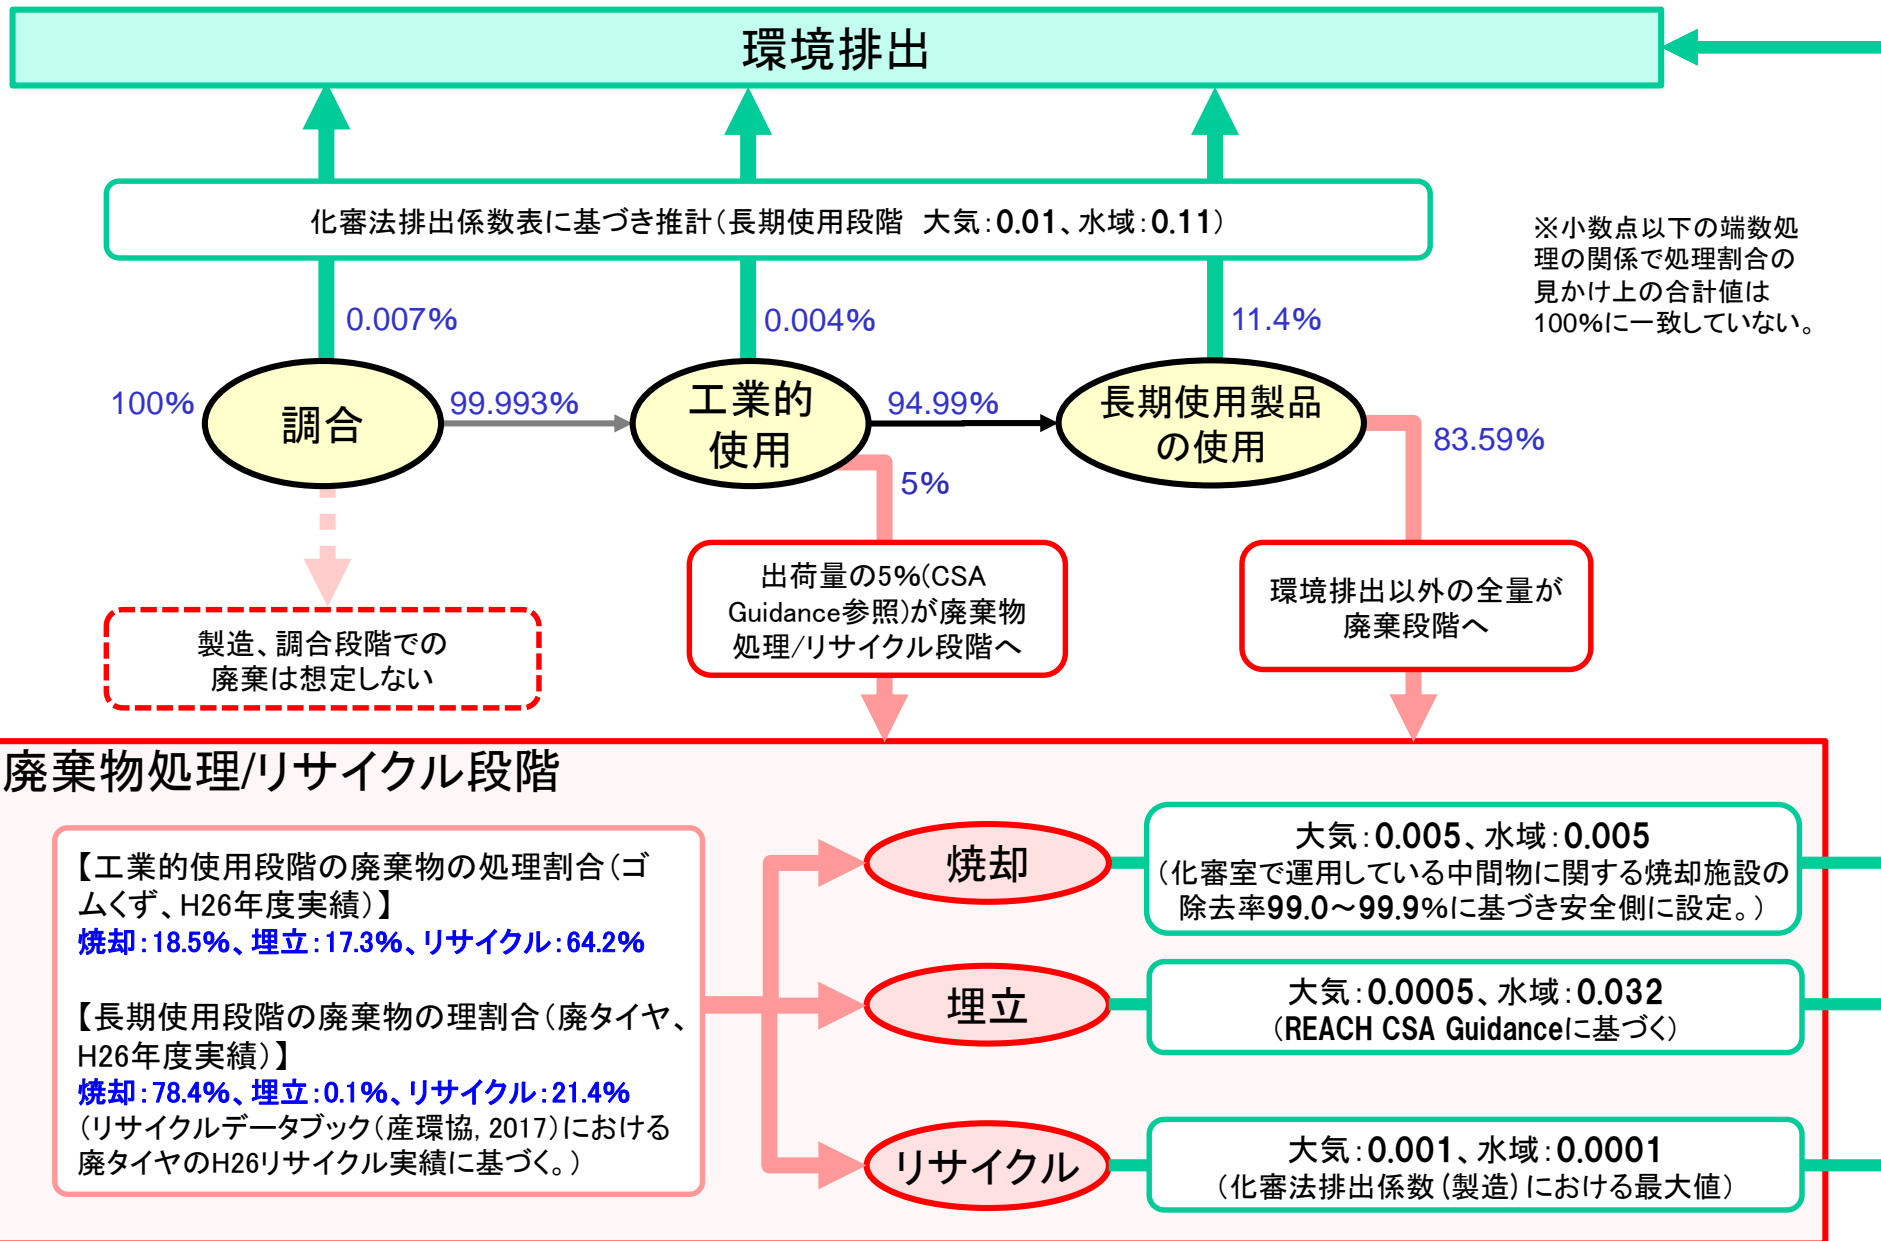 環境排出
化審法排出係数表に基づき推計（長期使用段階　大気：0.01、水域：0.11）
※小数点以下の端数処
理の関係で処理割合の
見かけ上の合計値は
100%に一致していない。
0.007%
0.004%
11.4%
100%
調合
99.993%
工業的
使用
94.99%
長期使用製品
の使用
83.59%
5%
製造、調合段階での
廃棄は想定しない
出荷量の5%(CSA
Guidance参照)が廃棄物
処理/リサイクル段階へ
環境排出以外の全量が
廃棄段階へ
廃棄物処理/リサイクル段階
【工業的使用段階の廃棄物の処理割合（ゴ
ムくず、H26年度実績）】
焼却：18.5%、埋立：17.3%、リサイクル：64.2%
【長期使用段階の廃棄物の理割合（廃タイヤ、
H26年度実績）】
焼却：78.4%、埋立：0.1%、リサイクル：21.4%
（リサイクルデータブック（産環協, 2017）における
廃タイヤのH26リサイクル実績に基づく。）
焼却
大気：0.005、水域：0.005
（化審室で運用している中間物に関する焼却施設の
除去率99.0～99.9%に基づき安全側に設定。）
埋立
大気：0.0005、水域：0.032
（REACH CSA Guidanceに基づく）
リサイクル
大気：0.001、水域：0.0001
（化審法排出係数（製造）における最大値）